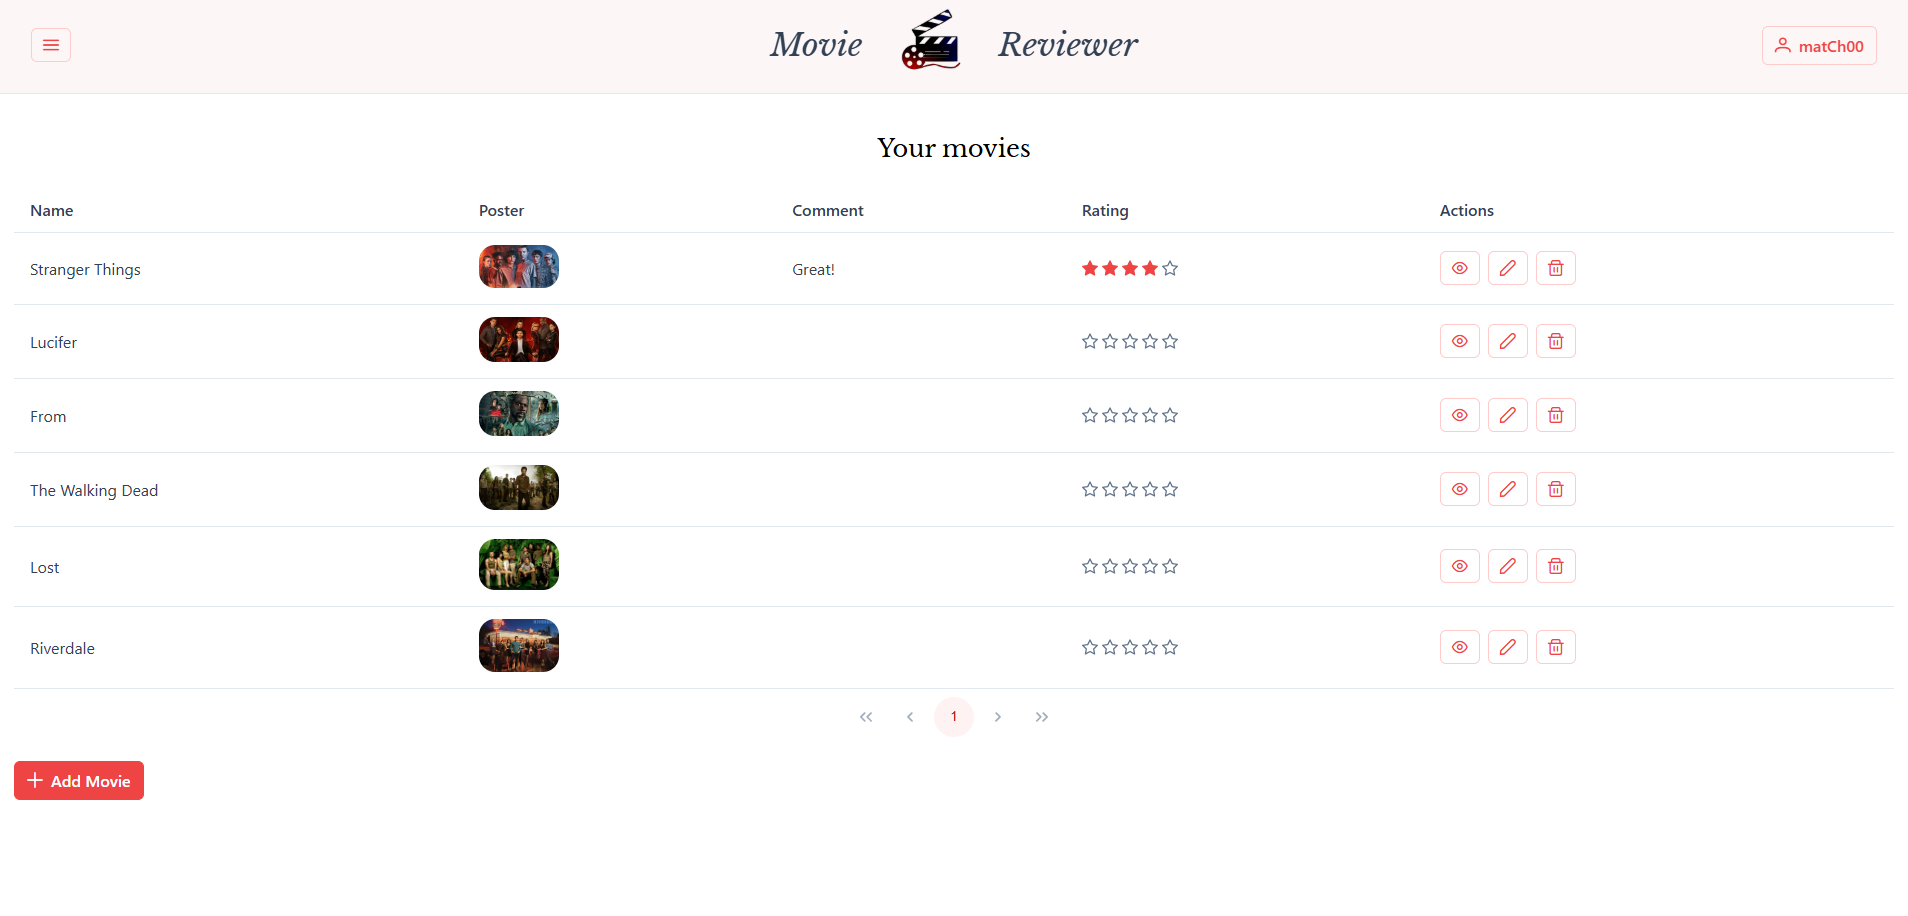 Movie Reviewer
matCh00
Your movies
Name Poster Comment Rating Actions
Stranger Things Great!
Lucifer
From
The Walking Dead
Lost
Riverdale
1
Add Movie